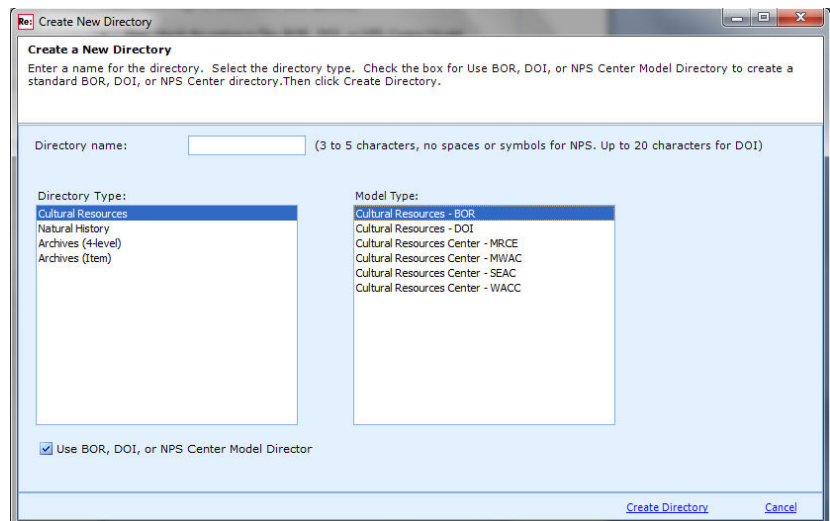 Re: Create New Directory
Create a New Directory
Enter a name for the directory. Select the directory type. Check the box for Use BOR, DOI, or NPS Center Model Directory to create a
standard BOR, DOI, or NPS Center directory.Then click Create Directory.
Directory name: (3 to 5 characters, no spaces or symbols for NPS. Up to 20 characters for DOI)
Directory Type:
Cultural Resources
Natural History
Archives (4-level)
Archives (Item)
Model Type:
Cultural Resources - BOR
Cultural Resources - DOI
Cultural Resources Center - MRCE
Cultural Resources Center - MWAC
Cultural Resources Center - SEAC
Cultural Resources Center - WACC
Use BOR, DOI, or NPS Center Model Director
Create Directory Cancel